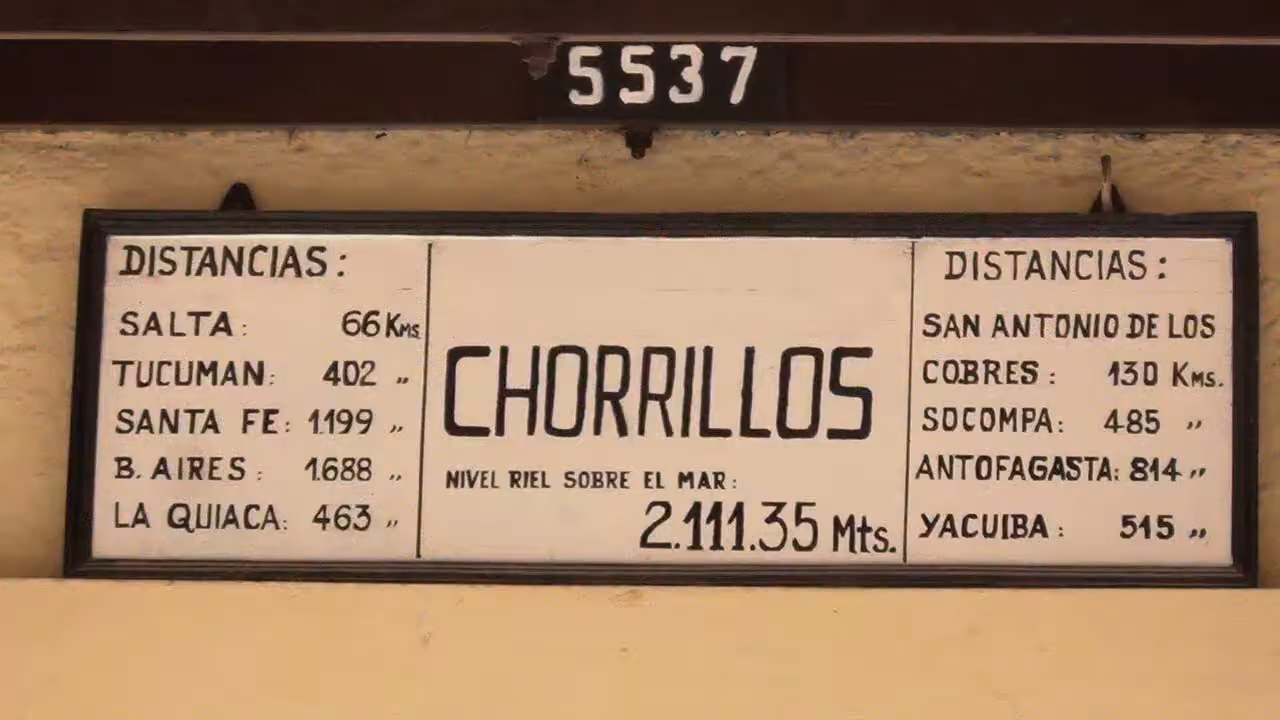 5537
DISTANCIAS:
SALTA: 66 Kms
TUCUMAN: 402 „
SANTA FE: 1.199 „
B. AIRES: 1.688 „
LA QUIACA: 463 „
CHORRILLOS
NIVEL RIEL SOBRE EL MAR:
2.111.35 Mts.
DISTANCIAS:
SAN ANTONIO DE LOS
COBRES: 130 Kms.
SOCOMPA: 485 „
ANTOFAGASTA: 814 „
YACUIBA: 515 „